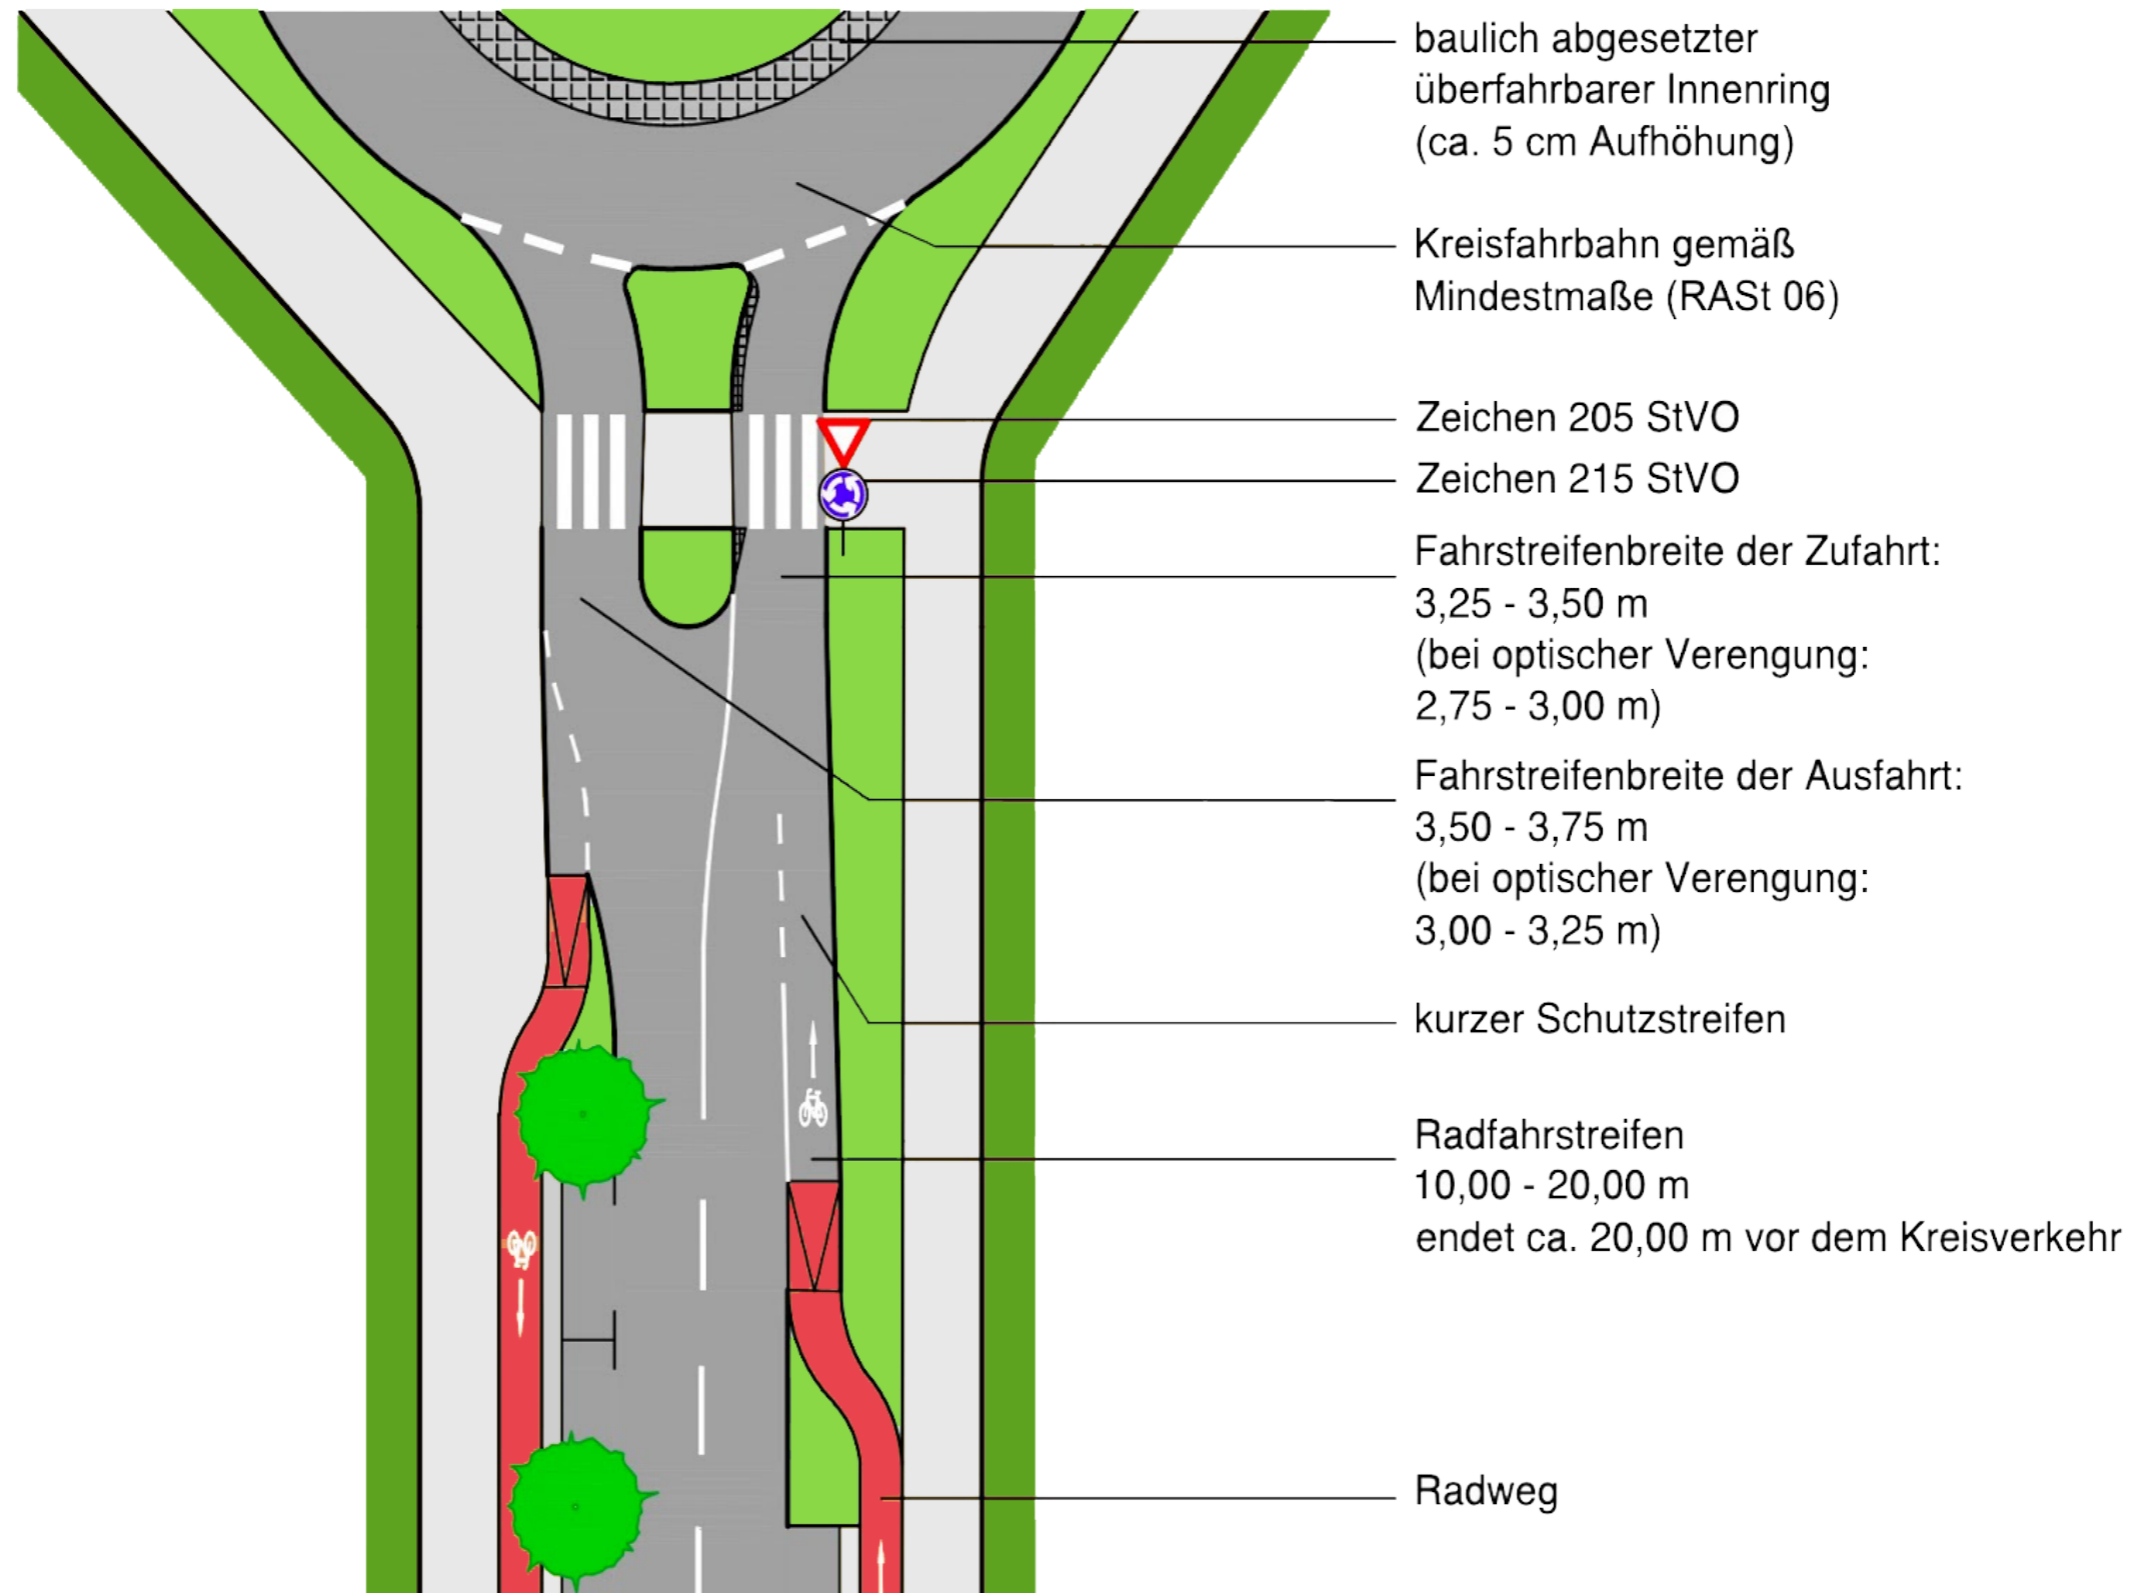 baulich abgesetzter
überfahrbarer Innenring
(ca. 5 cm Aufhöhung)
Kreisfahrbahn gemäß
Mindestmaße (RASt 06)
Zeichen 205 StVO
Zeichen 215 StVO
Fahrstreifenbreite der Zufahrt:
3,25 - 3,50 m
(bei optischer Verengung:
2,75 - 3,00 m)
Fahrstreifenbreite der Ausfahrt:
3,50 - 3,75 m
(bei optischer Verengung:
3,00 - 3,25 m)
kurzer Schutzstreifen
Radfahrstreifen
10,00 - 20,00 m
endet ca. 20,00 m vor dem Kreisverkehr
Radweg